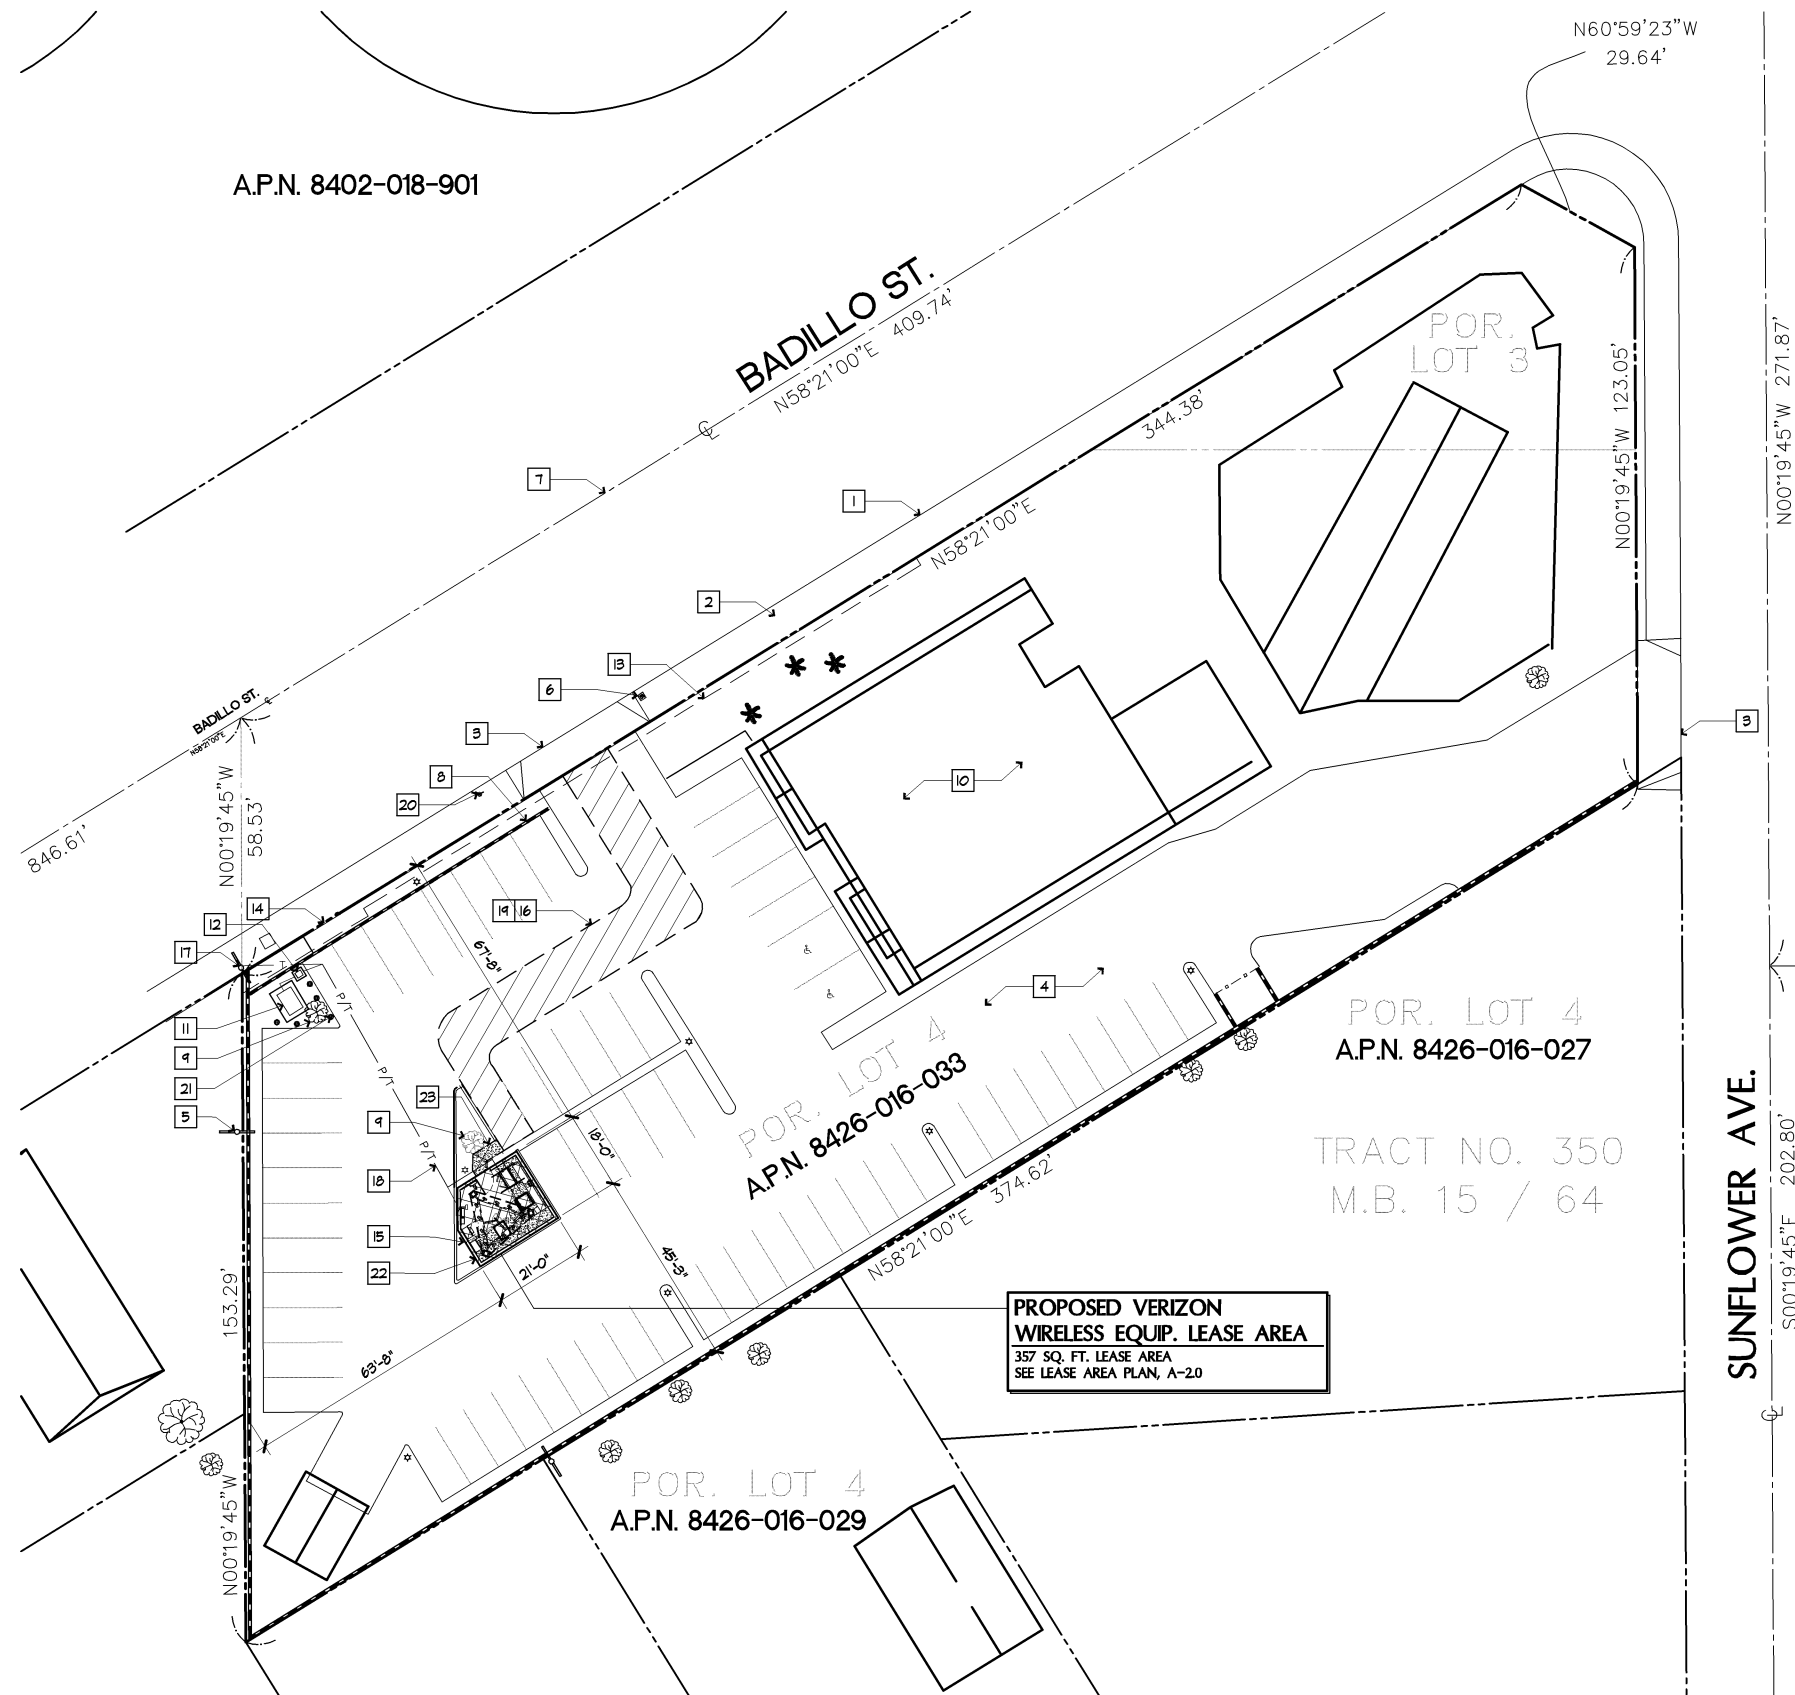 N60°59'23"W
29.64'
A.P.N. 8402-018-901
BADILLO ST.
N58°21'00"E 409.74'
POR.
LOT 3
N00°19'45"W 271.87'
N00°19'45"W 123.05'
344.38'
7
1
N58°21'00"E
2
13
6
BADILLO ST.
N58°21'00"E
3
3
8
10
20
846.61'
N00°19'45"W
58.53'
14
19 16
12
17
67'-8"
4
11
P/T
POR. LOT 4
A.P.N. 8426-016-027
9
21
P/T
23
5
9
18'-0"
POR. LOT 4
A.P.N. 8426-016-033
P/T
18
TRACT NO. 350
M.B. 15 / 64
374.62'
N58°21'00"E
SUNFLOWER AVE.
S00°19'45"E 202.80'
15
22
21'-0"
45'-3"
153.29'
PROPOSED VERIZON
WIRELESS EQUIP. LEASE AREA
357 SQ. FT. LEASE AREA
SEE LEASE AREA PLAN, A-2.0
63'-8"
N00°19'45"W
POR. LOT 4
A.P.N. 8426-016-029